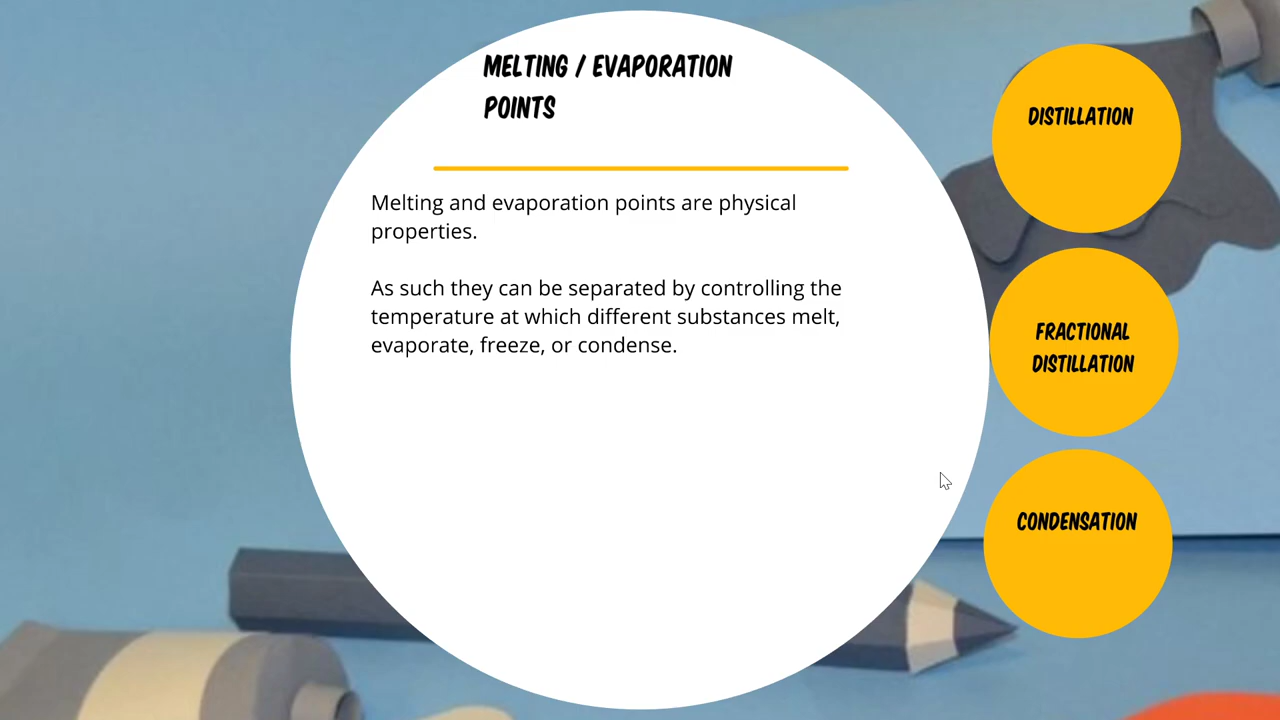 MELTING / EVAPORATION
POINTS
Melting and evaporation points are physical
properties.
As such they can be separated by controlling the
temperature at which different substances melt,
evaporate, freeze, or condense.
DISTILLATION
FRACTIONAL
DISTILLATION
CONDENSATION